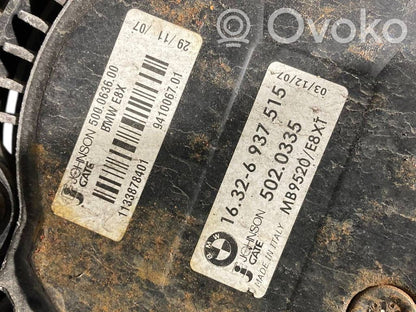 Ovoko
29/11/07
JOHNSON
GATE
500.0636.00
BMW E8X
9410067.01
1133878401
03/12/07
16.32-6 937 515
JOHNSON
GATE
502.0335
MADE IN ITALY
MB9520/E8XT